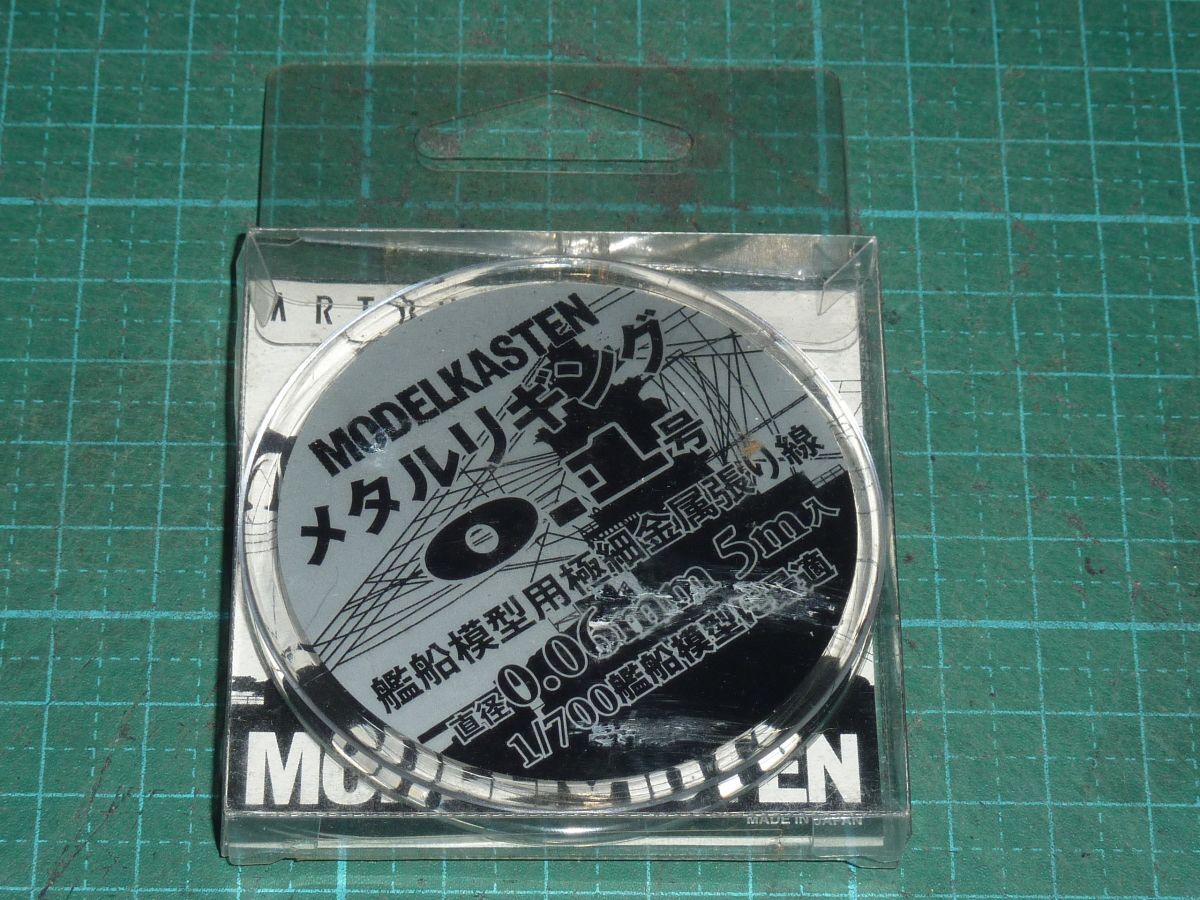 MODELKASTEN
メタルリギング
0.1号
艦船模型用極細金属張り線
直径0.06mm 5m入
1/700艦船模型に最適
MADE IN JAPAN